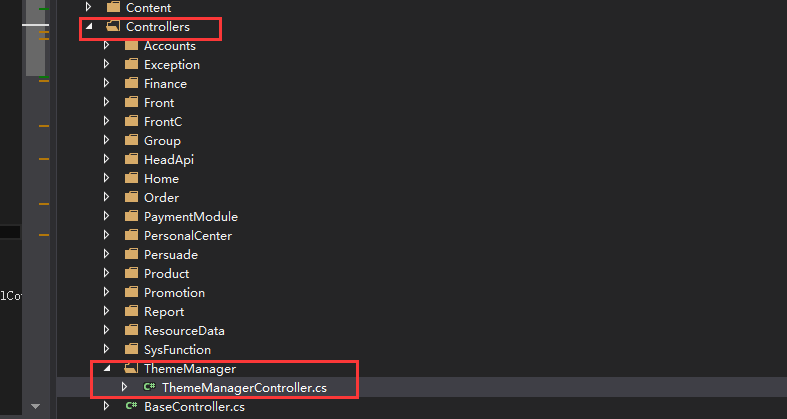 Content
Controllers
Accounts
Exception
Finance
Front
FrontC
Group
HeadApi
Home
Order
PaymentModule
PersonalCenter
Persuade
Product
Promotion
Report
ResourceData
SysFunction
ThemeManager
C# ThemeManagerController.cs
C# BaseController.cs